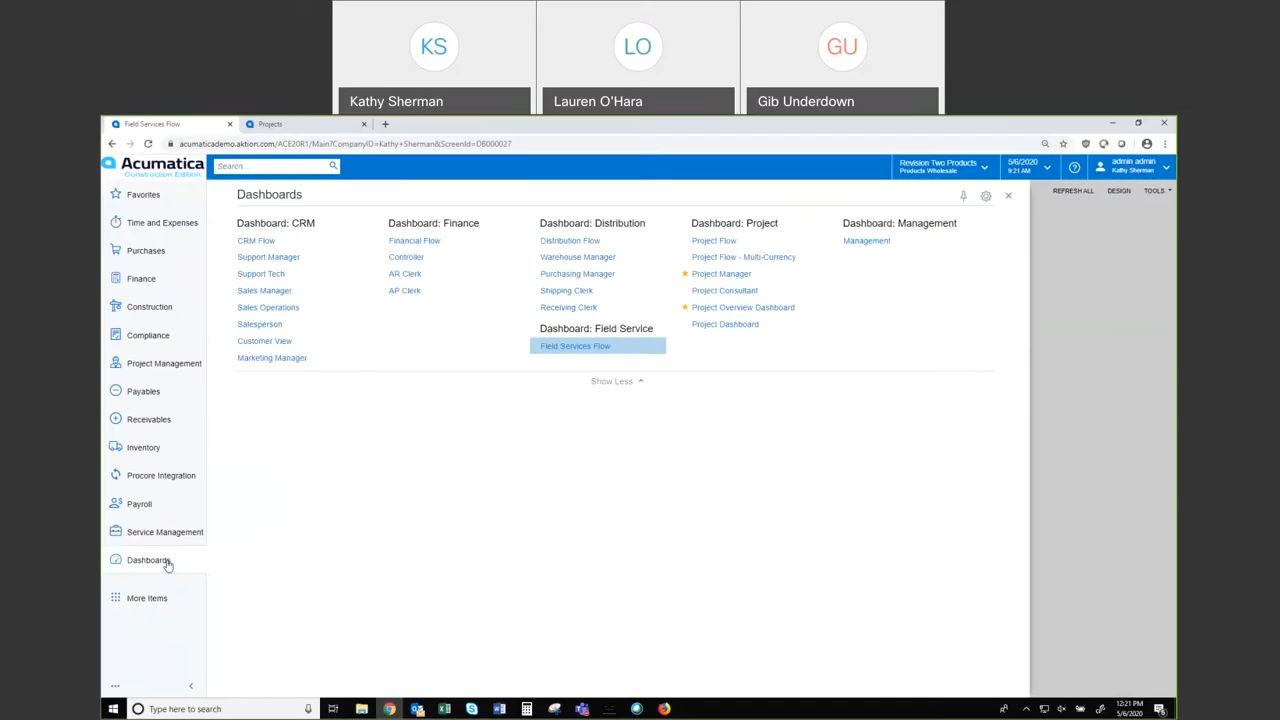 KS
LO
GU
Kathy Sherman
Lauren O'Hara
Gib Underdown
Field Services Flow
Projects
acumaticademo.aktion.com/ACE20R1/Main?CompanyID=Kathy+Sherman&ScreenId=DB000027
Acumatica
Construction Edition
Search...
Revision Two Products
Products Wholesale
5/6/2020
9:21 AM
admin admin
Kathy Sherman
REFRESH ALL
DESIGN
TOOLS
Favorites
Time and Expenses
Purchases
Finance
Construction
Compliance
Project Management
Payables
Receivables
Inventory
Procore Integration
Payroll
Service Management
Dashboards
More Items
Dashboards
Dashboard: CRM
CRM Flow
Support Manager
Support Tech
Sales Manager
Sales Operations
Salesperson
Customer View
Marketing Manager
Dashboard: Finance
Financial Flow
Controller
AR Clerk
AP Clerk
Dashboard: Distribution
Distribution Flow
Warehouse Manager
Purchasing Manager
Shipping Clerk
Receiving Clerk
Dashboard: Field Service
Field Services Flow
Dashboard: Project
Project Flow
Project Flow - Multi-Currency
Project Manager
Project Consultant
Project Overview Dashboard
Project Dashboard
Dashboard: Management
Management
Show Less
Type here to search
12:21 PM
5/6/2020